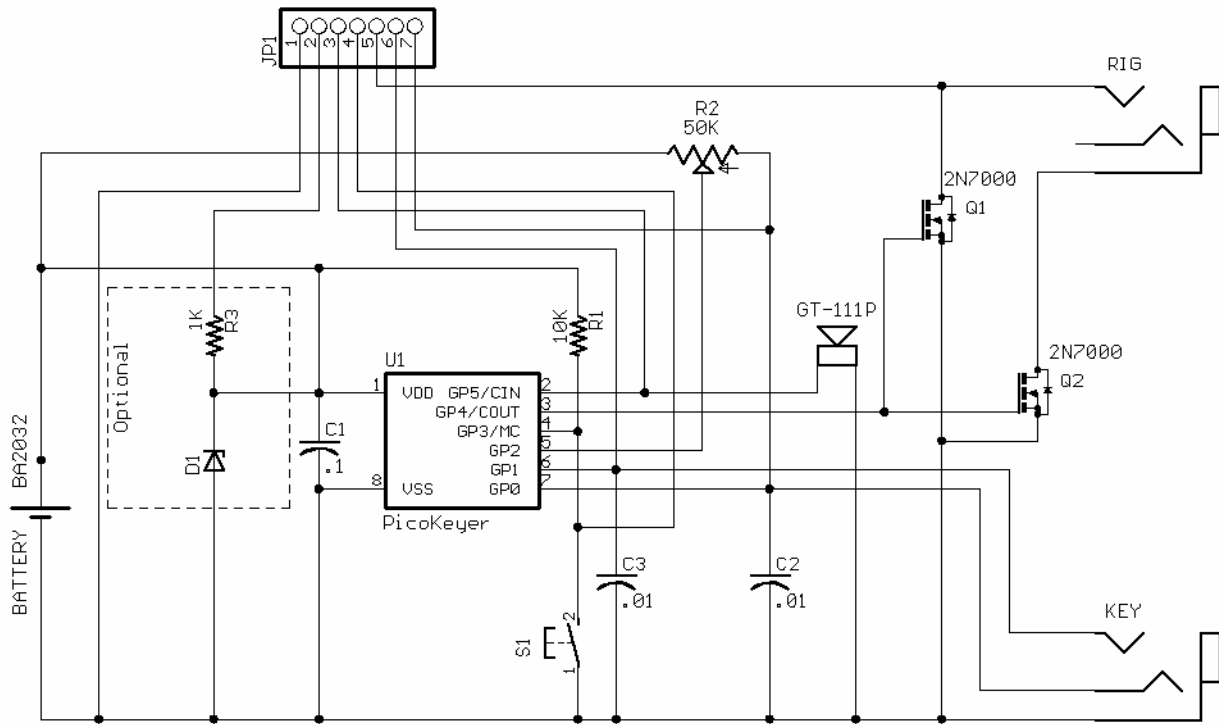 JP1
1
2
3
4
5
6
7
RIG
R2
50K
2N7000
Q1
1K
R3
10K
R1
GT-111P
Optional
U1
2N7000
Q2
1 VDD GP5/CIN 2
GP4/COUT 3
GP3/MC 4
GP2 5
GP1 6
8 VSS GP0 7
PicoKeyer
C1
.1
D1
BATTERY BA2032
C3
.01
C2
.01
S1
2
1
KEY